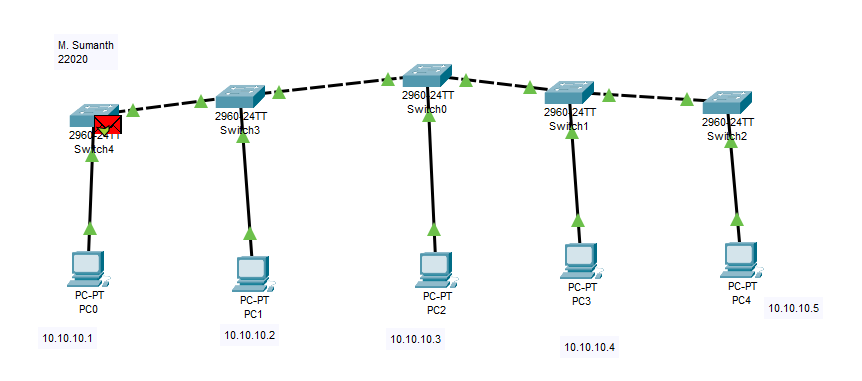 M. Sumanth
22020
2960-24TT
Switch4
2960-24TT
Switch3
2960-24TT
Switch0
2960-24TT
Switch1
2960-24TT
Switch2
PC-PT
PC0
PC-PT
PC1
PC-PT
PC2
PC-PT
PC3
PC-PT
PC4
10.10.10.1
10.10.10.2
10.10.10.3
10.10.10.4
10.10.10.5